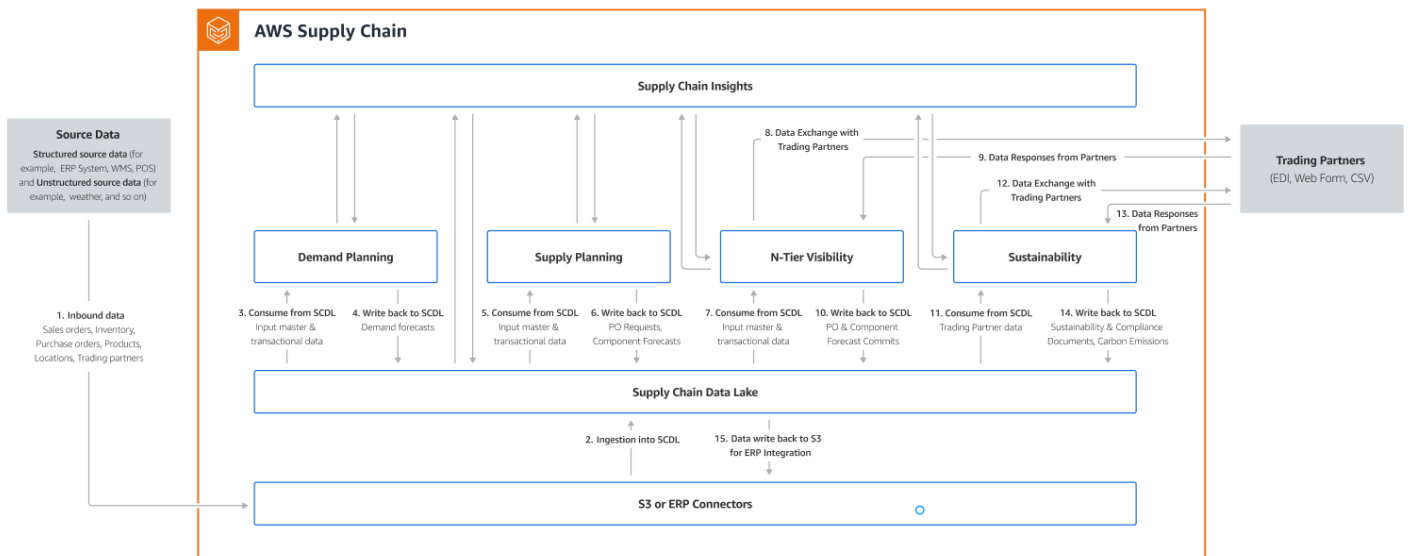 AWS Supply Chain
Supply Chain Insights
Source Data
Structured source data (for
example, ERP System, WMS, POS)
and Unstructured source data (for
example, weather, and so on)
8. Data Exchange with
Trading Partners
9. Data Responses from Partners
12. Data Exchange with
Trading Partners
13. Data Responses
from Partners
Trading Partners
(EDI, Web Form, CSV)
Demand Planning
Supply Planning
N-Tier Visibility
Sustainability
1. Inbound data
Sales orders, Inventory,
Purchase orders, Products,
Locations, Trading partners
3. Consume from SCDL
Input master &
transactional data
4. Write back to SCDL
Demand forecasts
5. Consume from SCDL
Input master &
transactional data
6. Write back to SCDL
PO Requests,
Component Forecasts
7. Consume from SCDL
Input master &
transactional data
10. Write back to SCDL
PO & Component
Forecast Commits
11. Consume from SCDL
Trading Partner data
14. Write back to SCDL
Sustainability & Compliance
Documents, Carbon Emissions
Supply Chain Data Lake
2. Ingestion into SCDL
15. Data write back to S3
for ERP Integration
S3 or ERP Connectors